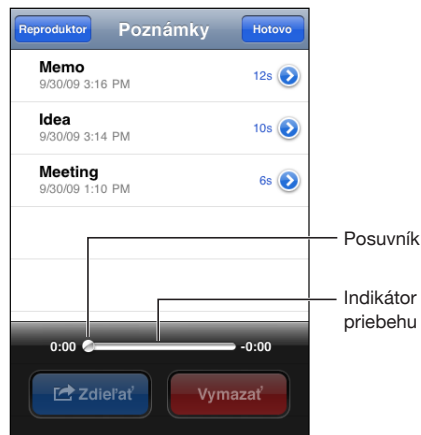 Reproduktor Poznámky Hotovo
Memo
9/30/09 3:16 PM
12s
Idea
9/30/09 3:14 PM
10s
Meeting
9/30/09 1:10 PM
6s
Posuvník
Indikátor
priebehu
0:00 -0:00
Zdieľať Vymazať